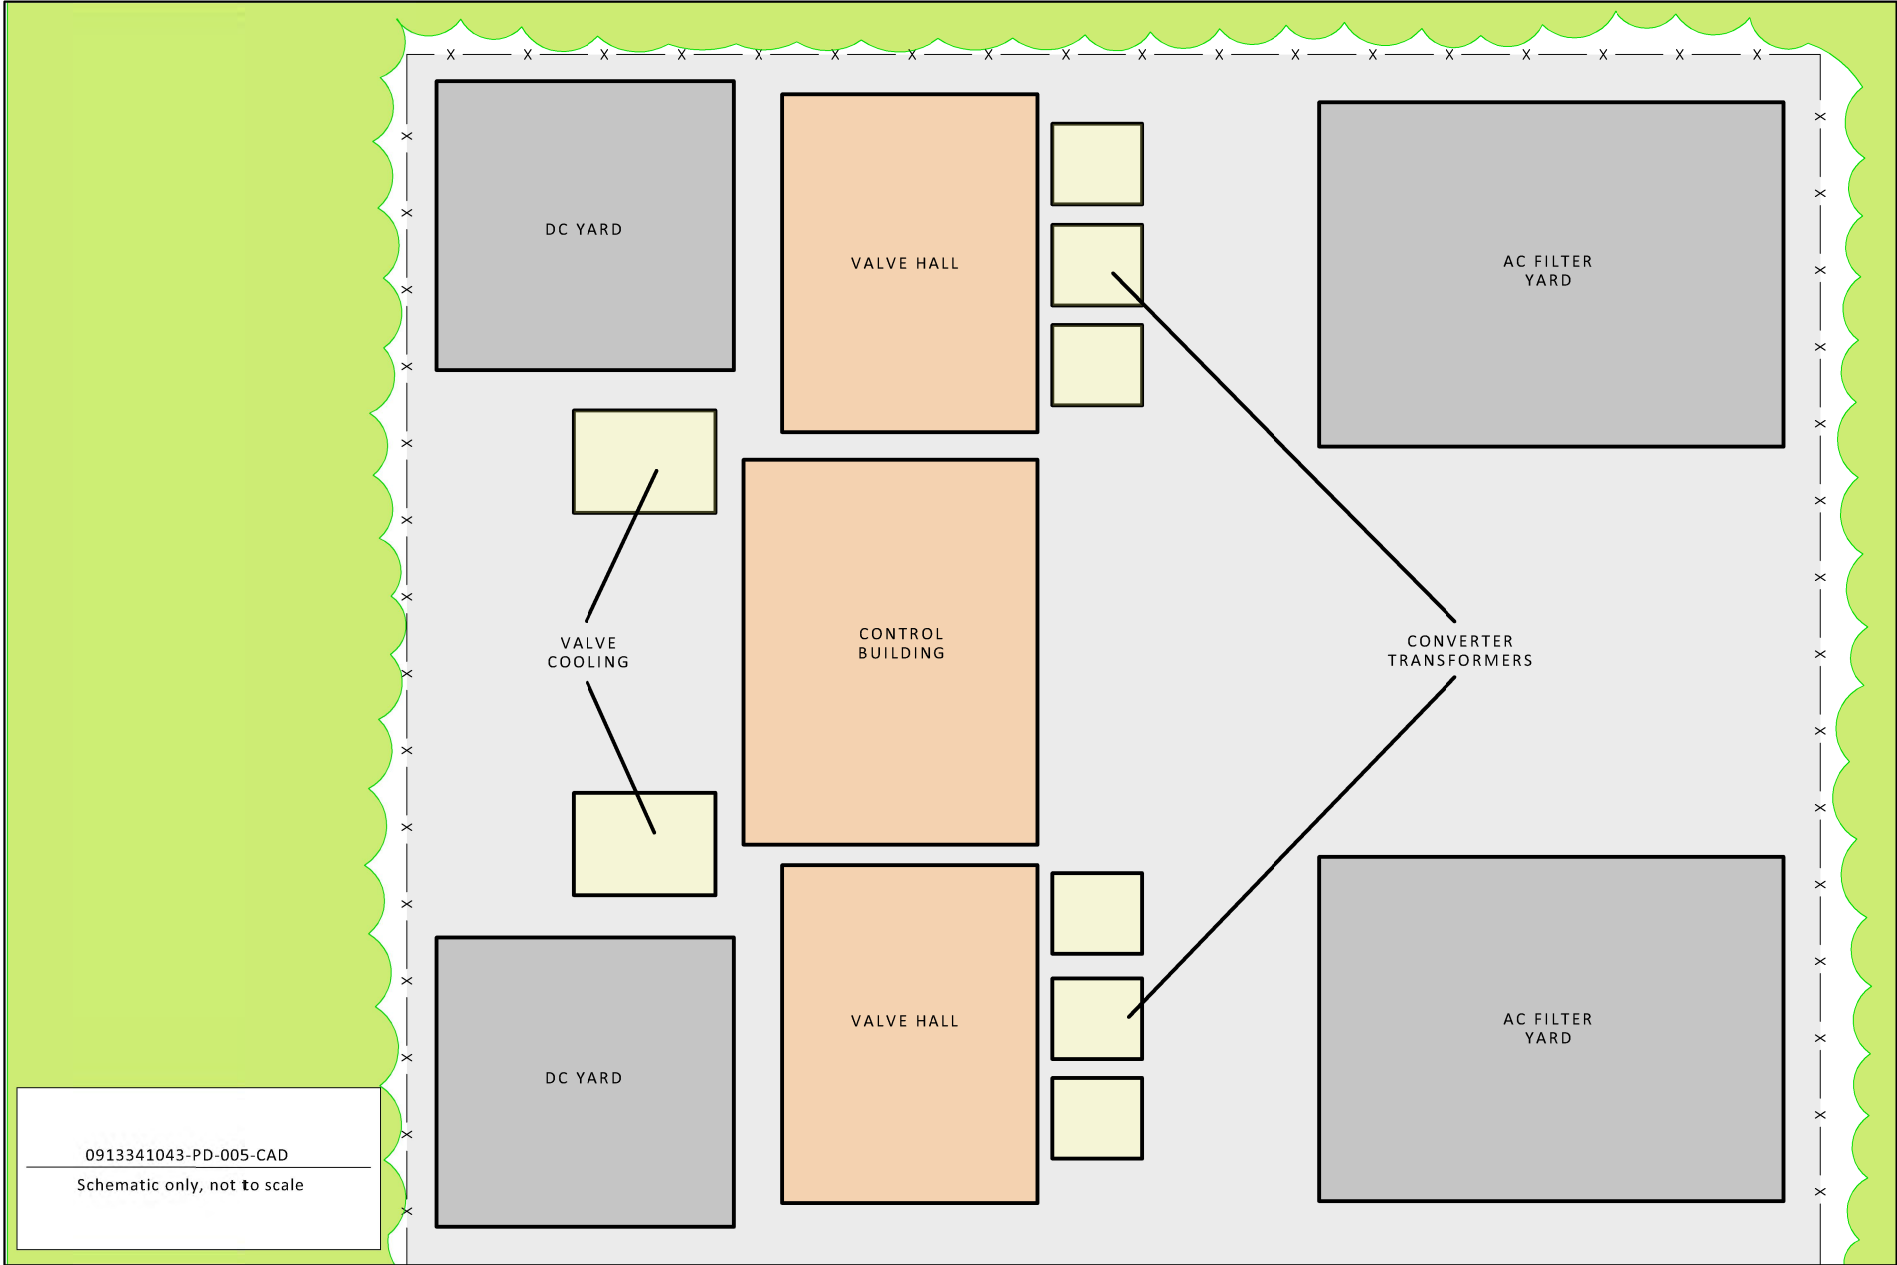 DC YARD
VALVE HALL
AC FILTER
YARD
VALVE
COOLING
CONTROL
BUILDING
CONVERTER
TRANSFORMERS
DC YARD
VALVE HALL
AC FILTER
YARD
0913341043-PD-005-CAD
Schematic only, not to scale